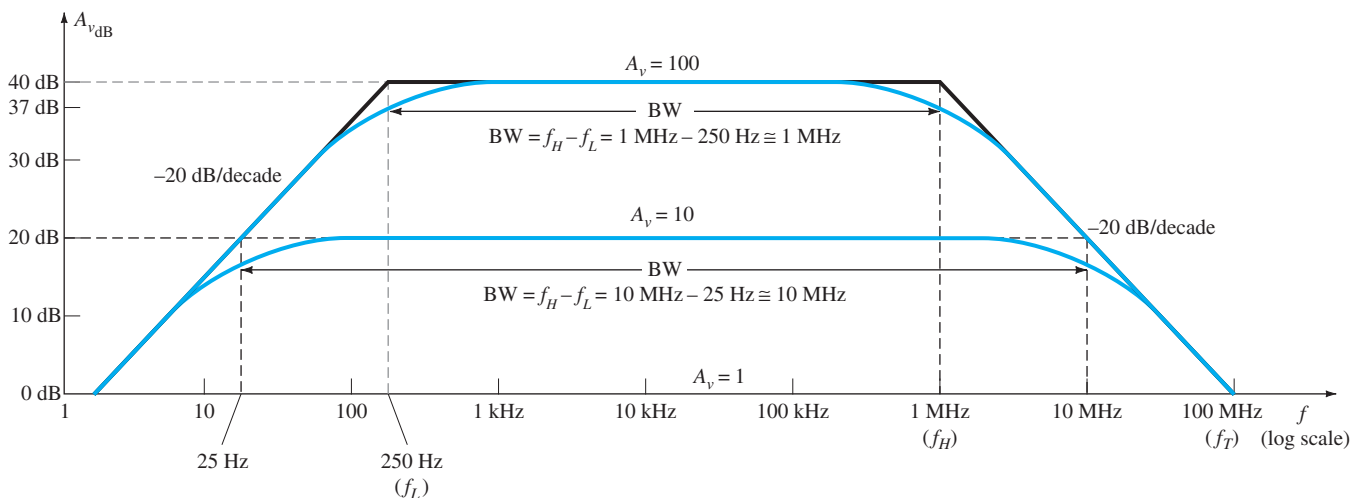 A_v_dB
A_v = 100
40 dB
37 dB
BW
BW = f_H – f_L = 1 MHz – 250 Hz ≅ 1 MHz
30 dB
–20 dB/decade
A_v = 10
20 dB
–20 dB/decade
BW
BW = f_H – f_L = 10 MHz – 25 Hz ≅ 10 MHz
10 dB
0 dB
A_v = 1
1
10
100
1 kHz
10 kHz
100 kHz
1 MHz
(f_H)
10 MHz
100 MHz
(f_T)
f
(log scale)
25 Hz
250 Hz
(f_L)